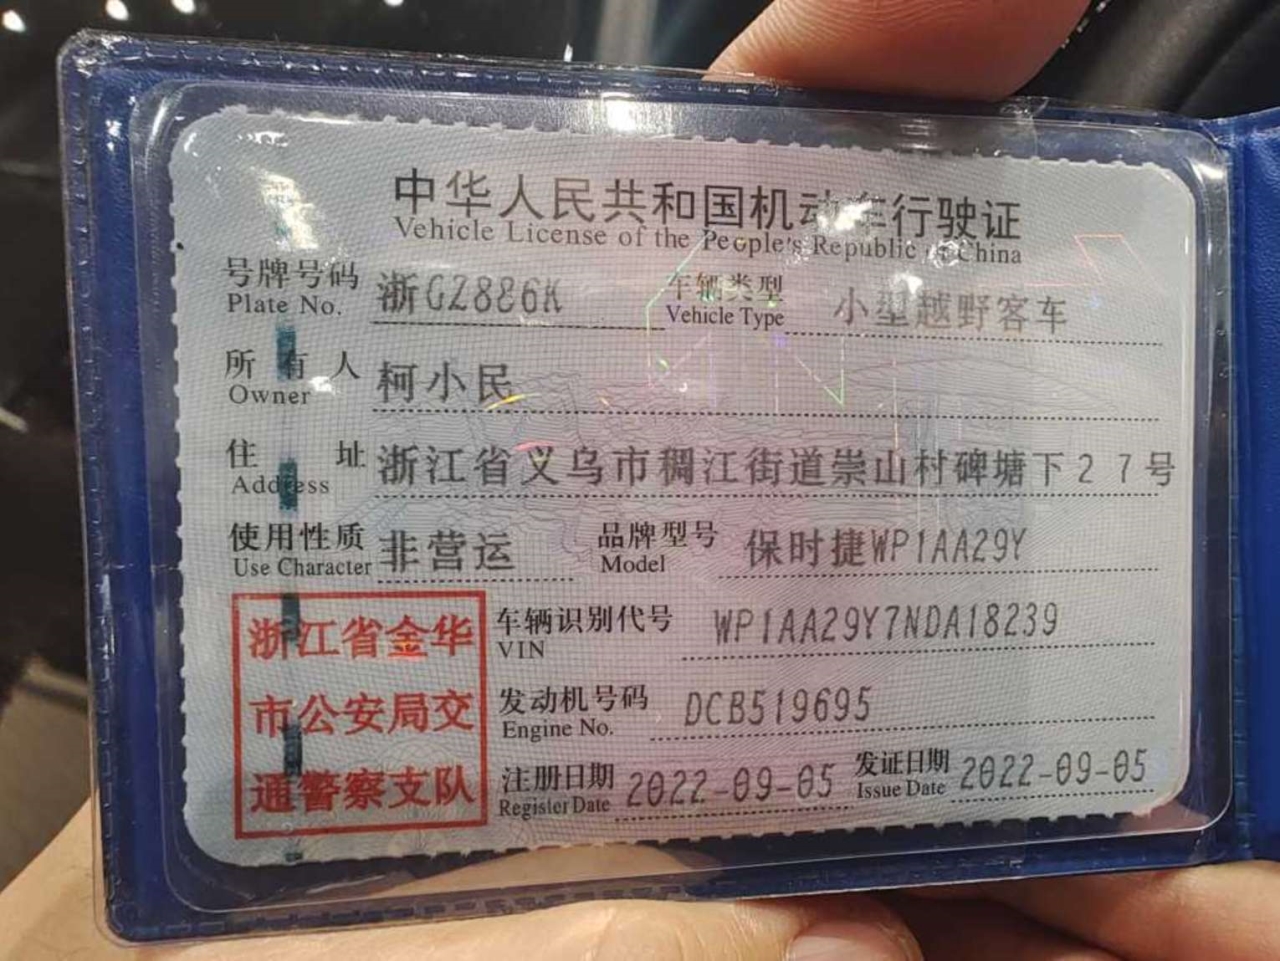 中华人民共和国机动车行驶证
Vehicle License of the People's Republic of China
号牌号码 浙GZ886K 车辆类型 小型越野客车
Plate No. Vehicle Type
所有人 柯小民
Owner
住址 浙江省义乌市稠江街道崇山村碑塘下27号
Address
使用性质 非营运 品牌型号 保时捷WP1AA29Y
Use Character Model
浙江省金华
市公安局交
通警察支队
车辆识别代号 WP1AA29Y7NDA18239
VIN
发动机号码 DCB519695
Engine No.
注册日期 2022-09-05 发证日期 2022-09-05
Register Date Issue Date